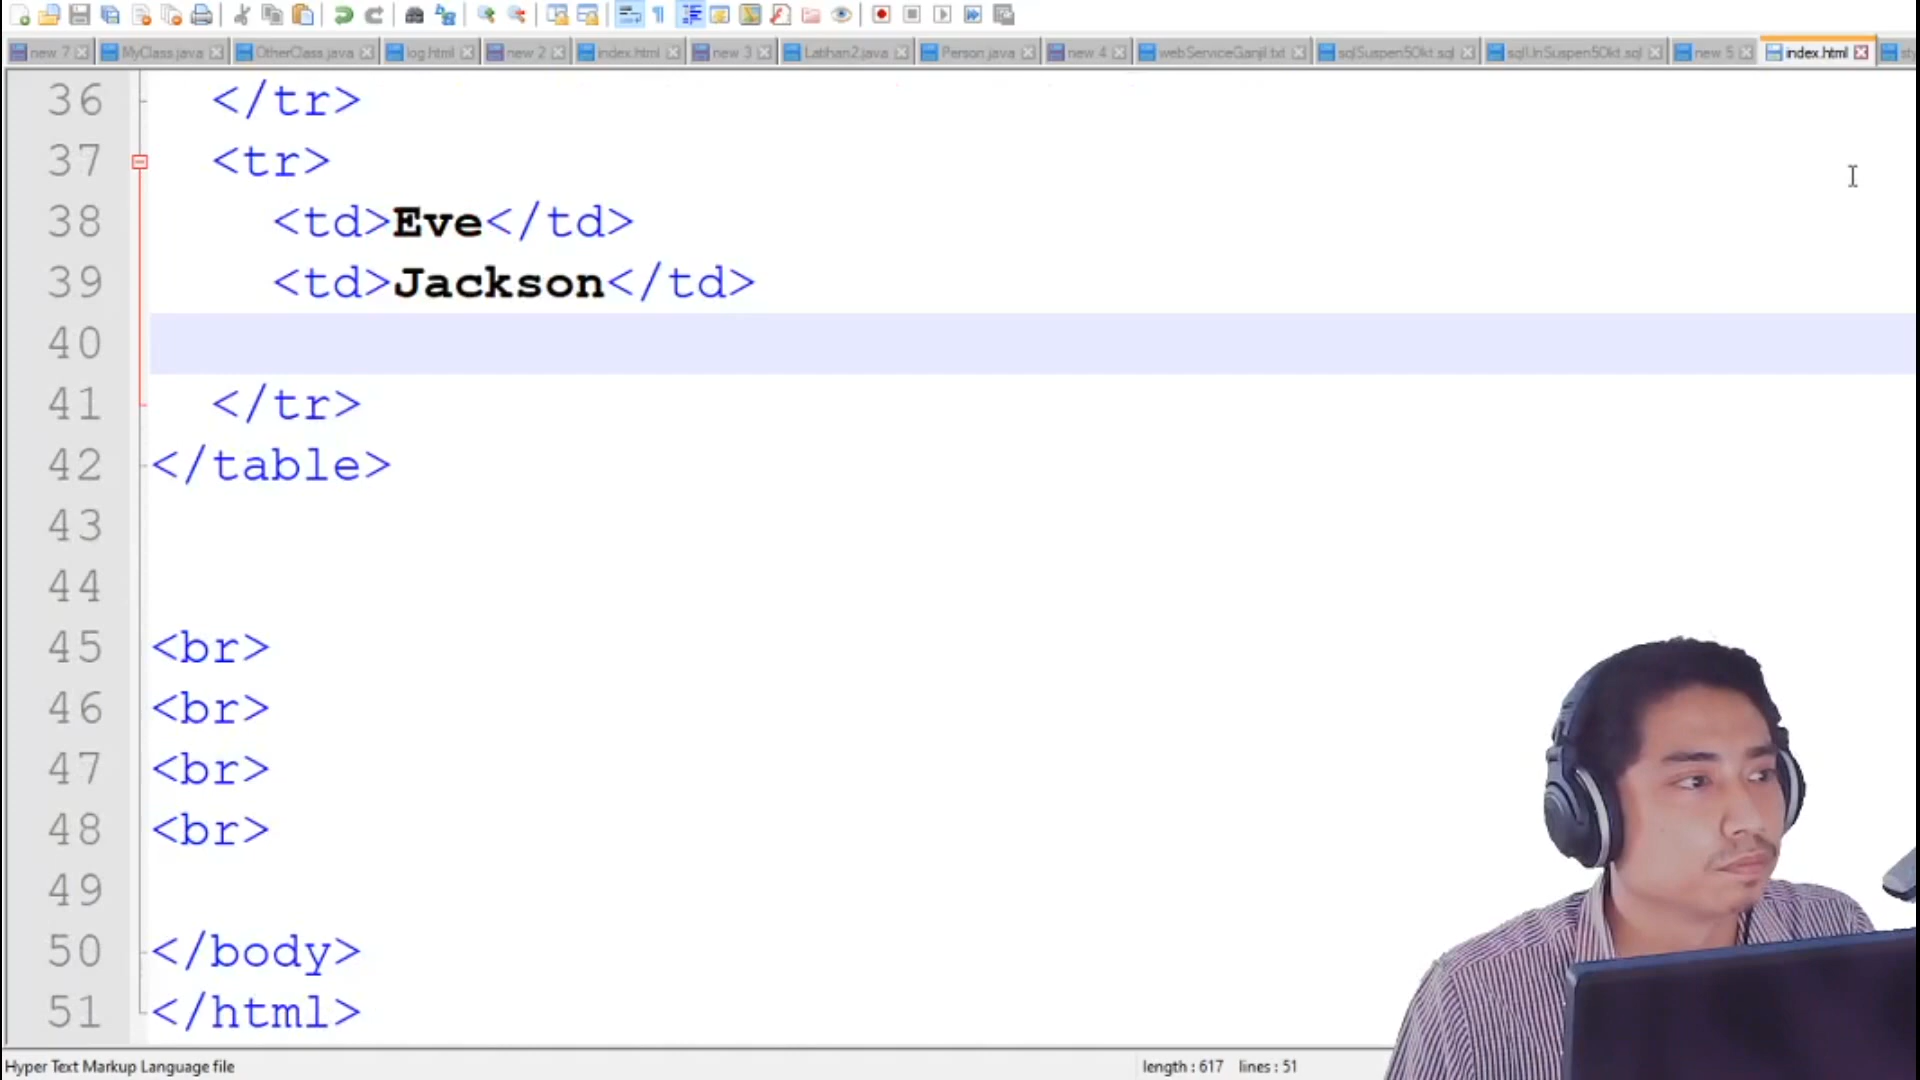 new 7 MyClass.java OtherClass.java log.html new 2 index.html new 3 Latihan2.java Person.java new 4 webServiceGanjil.txt sqlSuspen50kt.sql sqlUnSuspen50kt.sql new 5 index.html
36 </tr>
37 <tr>
38 <td>Eve</td>
39 <td>Jackson</td>
40
41 </tr>
42 </table>
43
44
45 <br>
46 <br>
47 <br>
48 <br>
49
50 </body>
51 </html>
Hyper Text Markup Language file length : 617 lines : 51